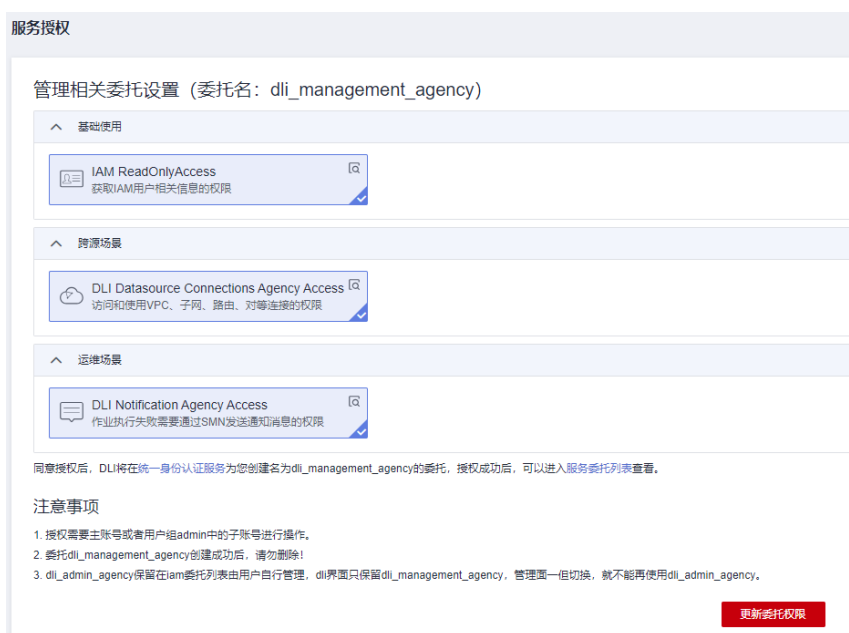 服务授权
管理相关委托设置（委托名：dli_management_agency）
基础使用
IAM ReadOnlyAccess
获取IAM用户相关信息的权限
跨源场景
DLI Datasource Connections Agency Access
访问和使用VPC、子网、路由、对等连接的权限
运维场景
DLI Notification Agency Access
作业执行失败需要通过SMN发送通知消息的权限
同意授权后，DLI将在统一身份认证服务为您创建名为dli_management_agency的委托，授权成功后，可以进入服务委托列表查看。
注意事项
1. 授权需要主账号或者用户组admin中的子账号进行操作。
2. 委托dli_management_agency创建成功后，请勿删除！
3. dli_admin_agency保留在iam委托列表由用户自行管理，dli界面只保留dli_management_agency，管理面一但切换，就不能再使用dli_admin_agency。
更新委托权限